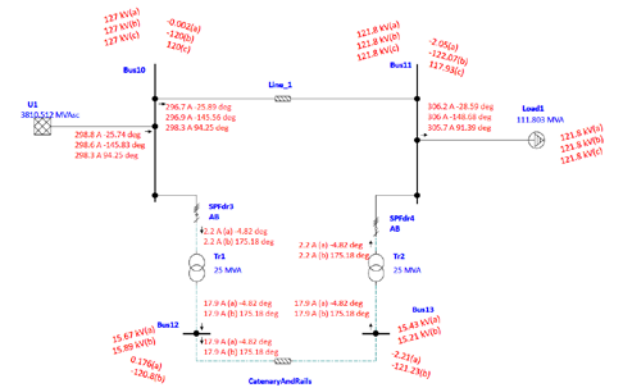 127 kV(a)
127 kV(b)
127 kV(c)
-0.002(a)
-120(b)
120(c)
Bus10
121.8 kV(a)
121.8 kV(b)
121.8 kV(c)
-2.05(a)
-122.07(b)
117.93(c)
Bus11
Line_1
U1
3810.512 MVAsc
296.7 A -25.89 deg
296.9 A -145.56 deg
298.3 A 94.25 deg
298.8 A -25.74 deg
298.6 A -145.83 deg
298.3 A 94.25 deg
306.2 A -28.59 deg
306 A -148.68 deg
305.7 A 91.39 deg
Load1
111.803 MVA
121.8 kV(a)
121.8 kV(b)
121.8 kV(b)
SPFdr3
AB
SPFdr4
AB
2.2 A (a) -4.82 deg
2.2 A (b) 175.18 deg
2.2 A (a) -4.82 deg
2.2 A (b) 175.18 deg
Tr1
25 MVA
Tr2
25 MVA
17.9 A (a) -4.82 deg
17.9 A (b) 175.18 deg
17.9 A (a) -4.82 deg
17.9 A (b) 175.18 deg
Bus12
Bus13
15.67 kV(a)
15.89 kV(b)
15.43 kV(a)
15.21 kV(b)
17.9 A (a) -4.82 deg
17.9 A (b) 175.18 deg
0.176(a)
-120.8(b)
-2.21(a)
-121.23(b)
CatenaryAndRails